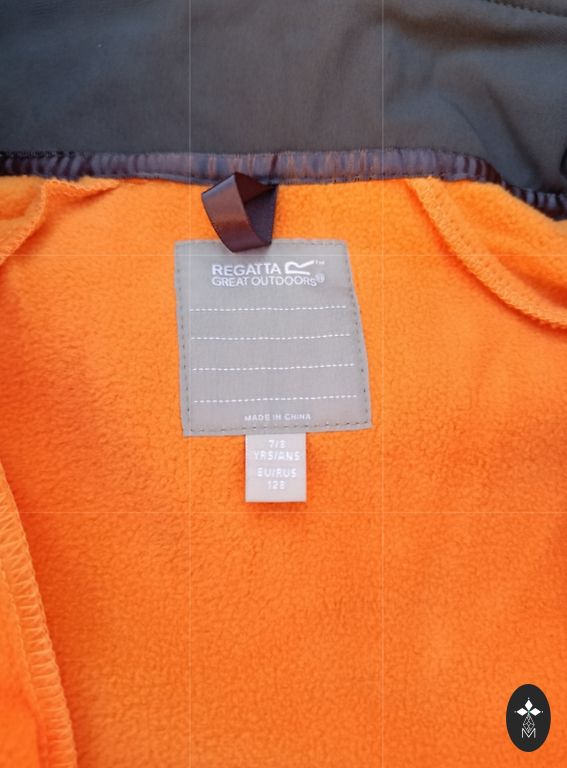 REGATTA
GREAT OUTDOORS
MADE IN CHINA
7/8
YRS/ANS
EU/RUS
128
M